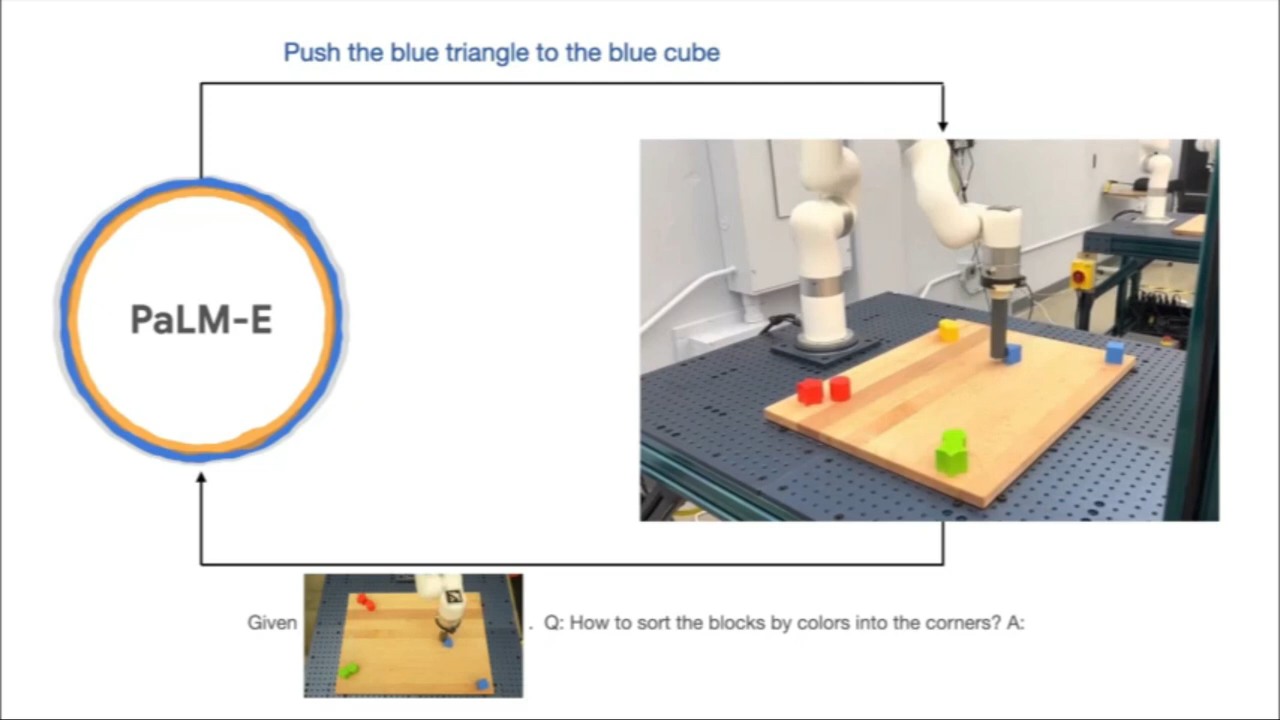 Push the blue triangle to the blue cube
PaLM-E
Given . Q: How to sort the blocks by colors into the corners? A: